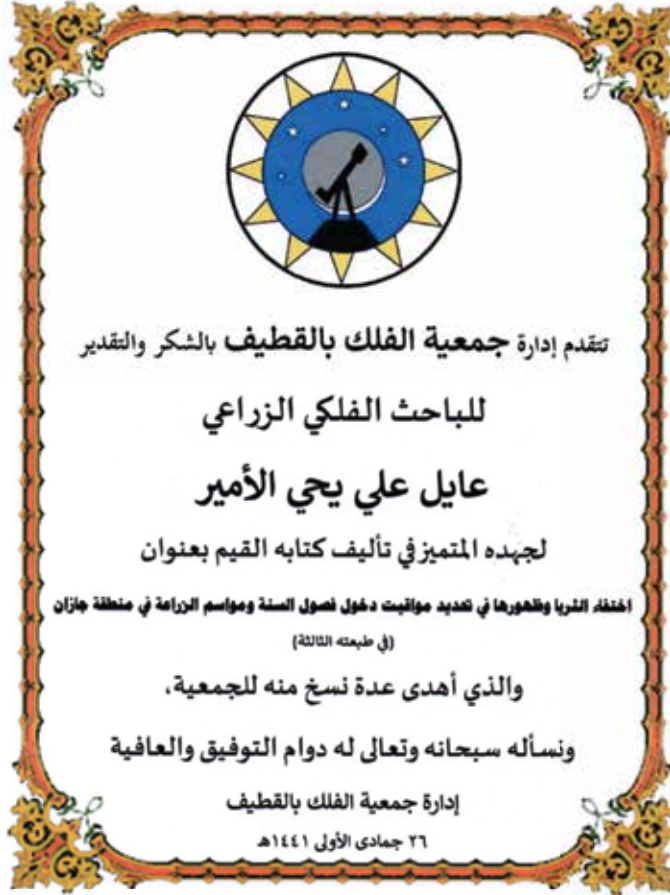 تتقدم إدارة جمعية الفلك بالقطيف بالشكر والتقدير
للباحث الفلكي الزراعي
عايل علي يحي الأمير
لجهده المتميز في تأليف كتابه القيم بعنوان
اختفاء الثريا وظهورها في تحديد مواقيت دخول فصول السنة ومواسم الزراعة في منطقة جازان
(في طبعته الثالثة)
والذي أهدى عدة نسخ منه للجمعية،
ونسأله سبحانه وتعالى له دوام التوفيق والعافية
إدارة جمعية الفلك بالقطيف
٢٦ جمادى الأولى ١٤٤١هـ